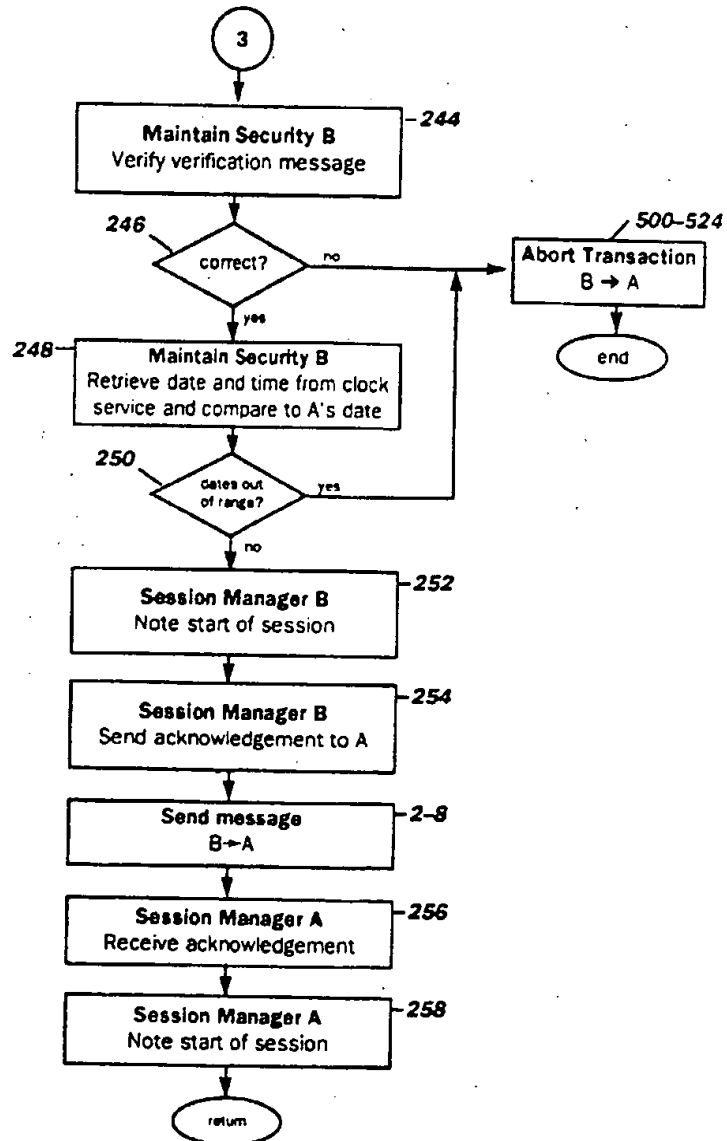 3
Maintain Security B
Verify verification message
244
246
correct?
no
yes
500-524
Abort Transaction
B → A
end
248
Maintain Security B
Retrieve date and time from clock
service and compare to A's date
250
dates out
of range?
yes
no
Session Manager B
Note start of session
252
Session Manager B
Send acknowledgement to A
254
Send message
B→A
2-8
Session Manager A
Receive acknowledgement
256
Session Manager A
Note start of session
258
return